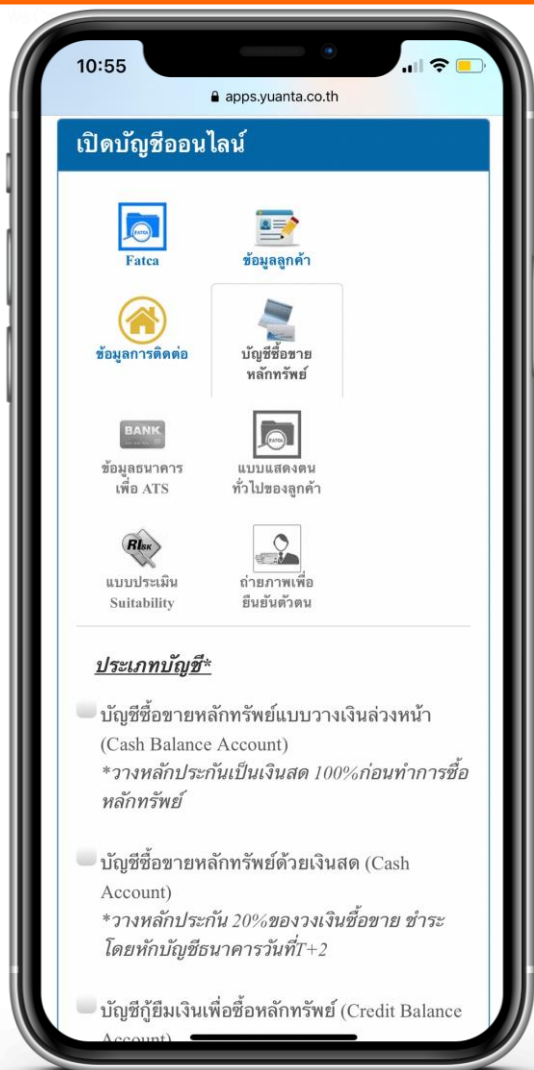 10:55
apps.yuanta.co.th
เปิดบัญชีออนไลน์
FATCA
Fatca
ข้อมูลลูกค้า
ข้อมูลการติดต่อ
บัญชีซื้อขาย
หลักทรัพย์
BANK
ข้อมูลธนาคาร
เพื่อ ATS
FATCA
แบบแสดงตน
ทั่วไปของลูกค้า
RISK
แบบประเมิน
Suitability
ถ่ายภาพเพื่อ
ยืนยันตัวตน
ประเภทบัญชี*
บัญชีซื้อขายหลักทรัพย์แบบวางเงินล่วงหน้า
(Cash Balance Account)
*วางหลักประกันเป็นเงินสด 100%ก่อนทำการซื้อ
หลักทรัพย์
บัญชีซื้อขายหลักทรัพย์ด้วยเงินสด (Cash
Account)
*วางหลักประกัน 20%ของวงเงินซื้อขาย ชำระ
โดยหักบัญชีธนาคารวันที่T+2
บัญชีกู้ยืมเงินเพื่อซื้อหลักทรัพย์ (Credit Balance
Account)